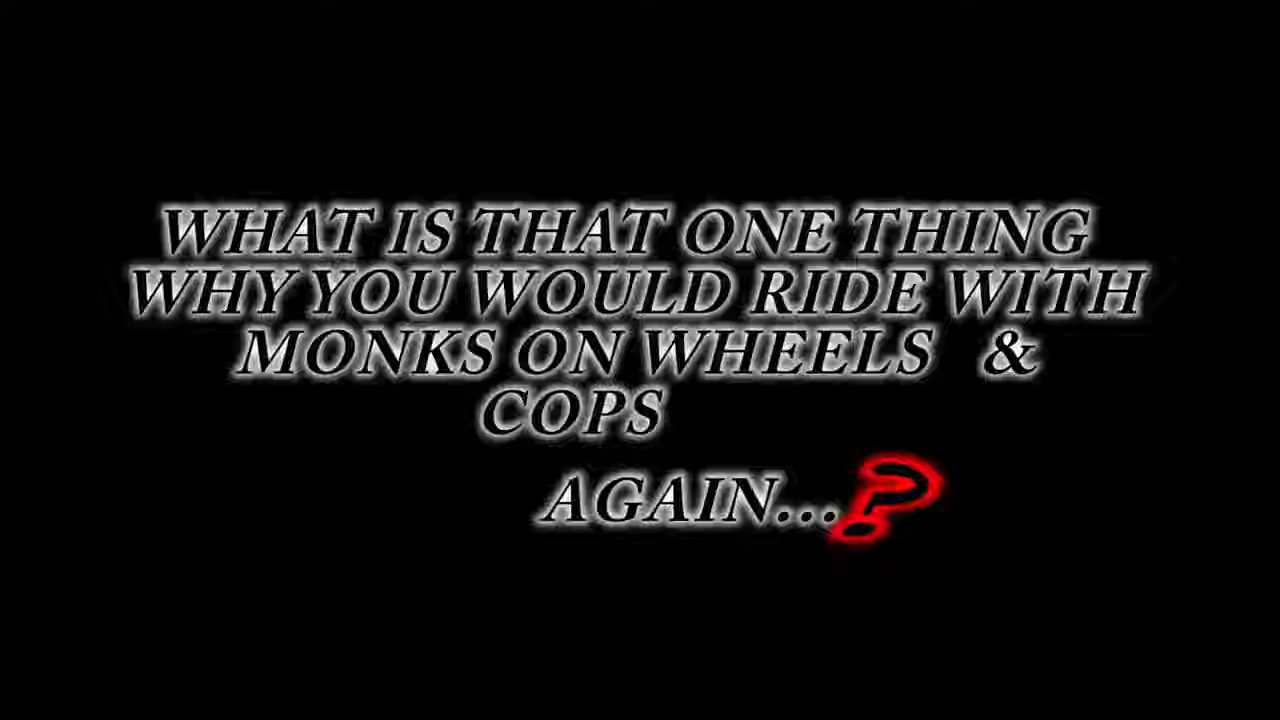 WHAT IS THAT ONE THING
WHY YOU WOULD RIDE WITH
MONKS ON WHEELS & 
COPS
AGAIN...?